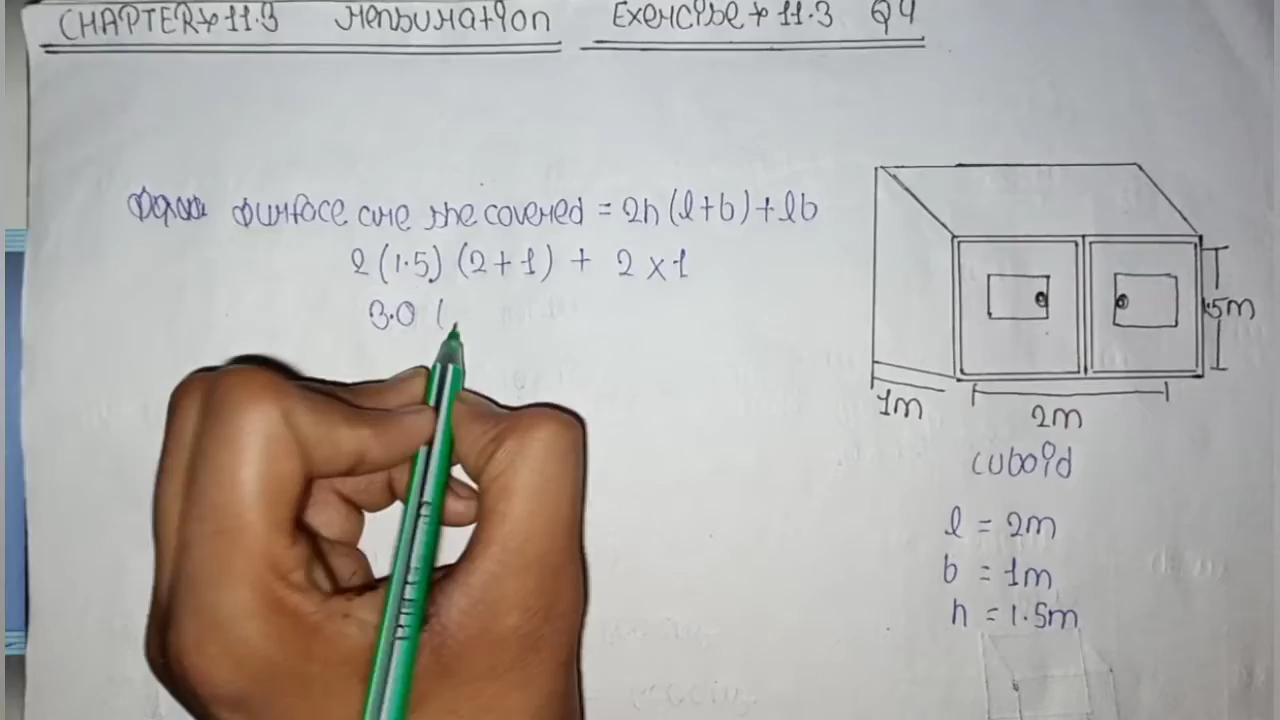 CHAPTER → 11.3 Mensuration Exercise → 11.3 Q4
Surface are the covered = 2h (l+b) + lb
2 (1.5) (2+1) + 2 × 1
3.0 (
.5m
1m
2m
cuboid
l = 2m
b = 1m
h = 1.5m